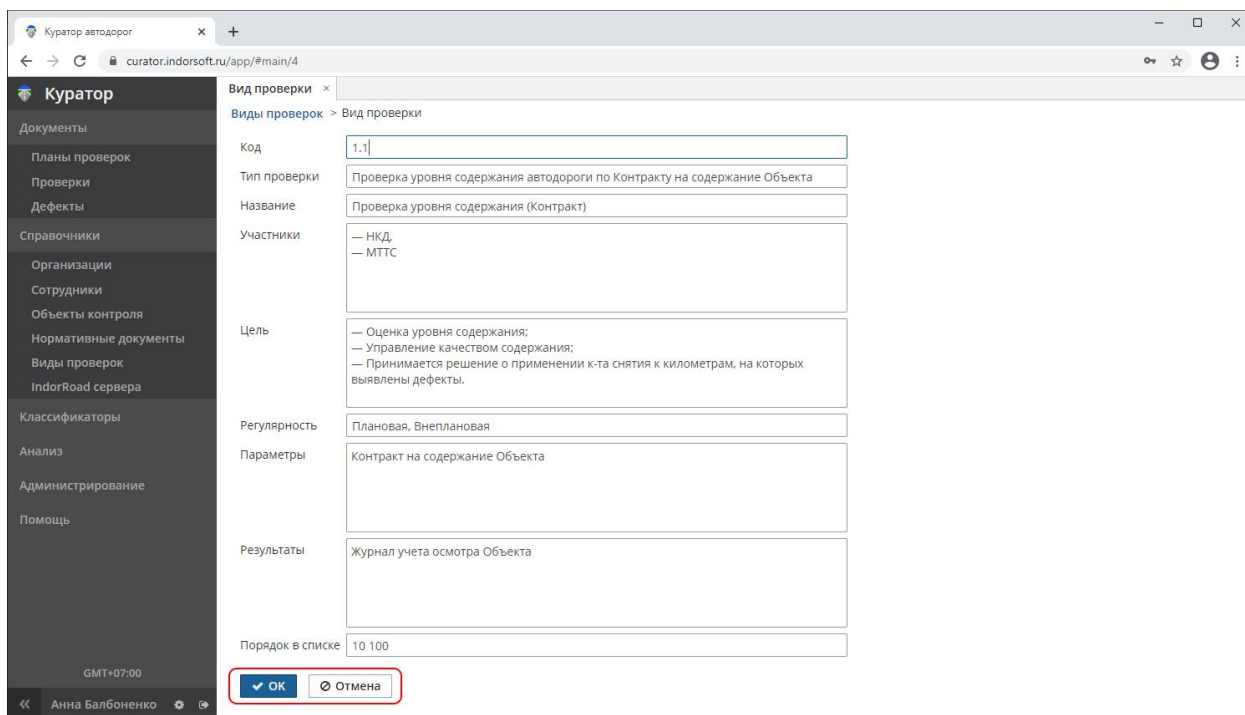 Куратор автодорог
curator.indorsoft.ru/app/#main/4
Куратор
Документы
Планы проверок
Проверки
Дефекты
Справочники
Организации
Сотрудники
Объекты контроля
Нормативные документы
Виды проверок
IndorRoad сервера
Классификаторы
Анализ
Администрирование
Помощь
GMT+07:00
Анна Балбоненко
Вид проверки
Виды проверок > Вид проверки
Код 1.1
Тип проверки Проверка уровня содержания автодороги по Контракту на содержание Объекта
Название Проверка уровня содержания (Контракт)
Участники — НКД,
— МТТС
Цель — Оценка уровня содержания;
— Управление качеством содержания;
— Принимается решение о применении к-та снятия к километрам, на которых
выявлены дефекты.
Регулярность Плановая, Внеплановая
Параметры Контракт на содержание Объекта
Результаты Журнал учета осмотра Объекта
Порядок в списке 10 100
ОК Отмена